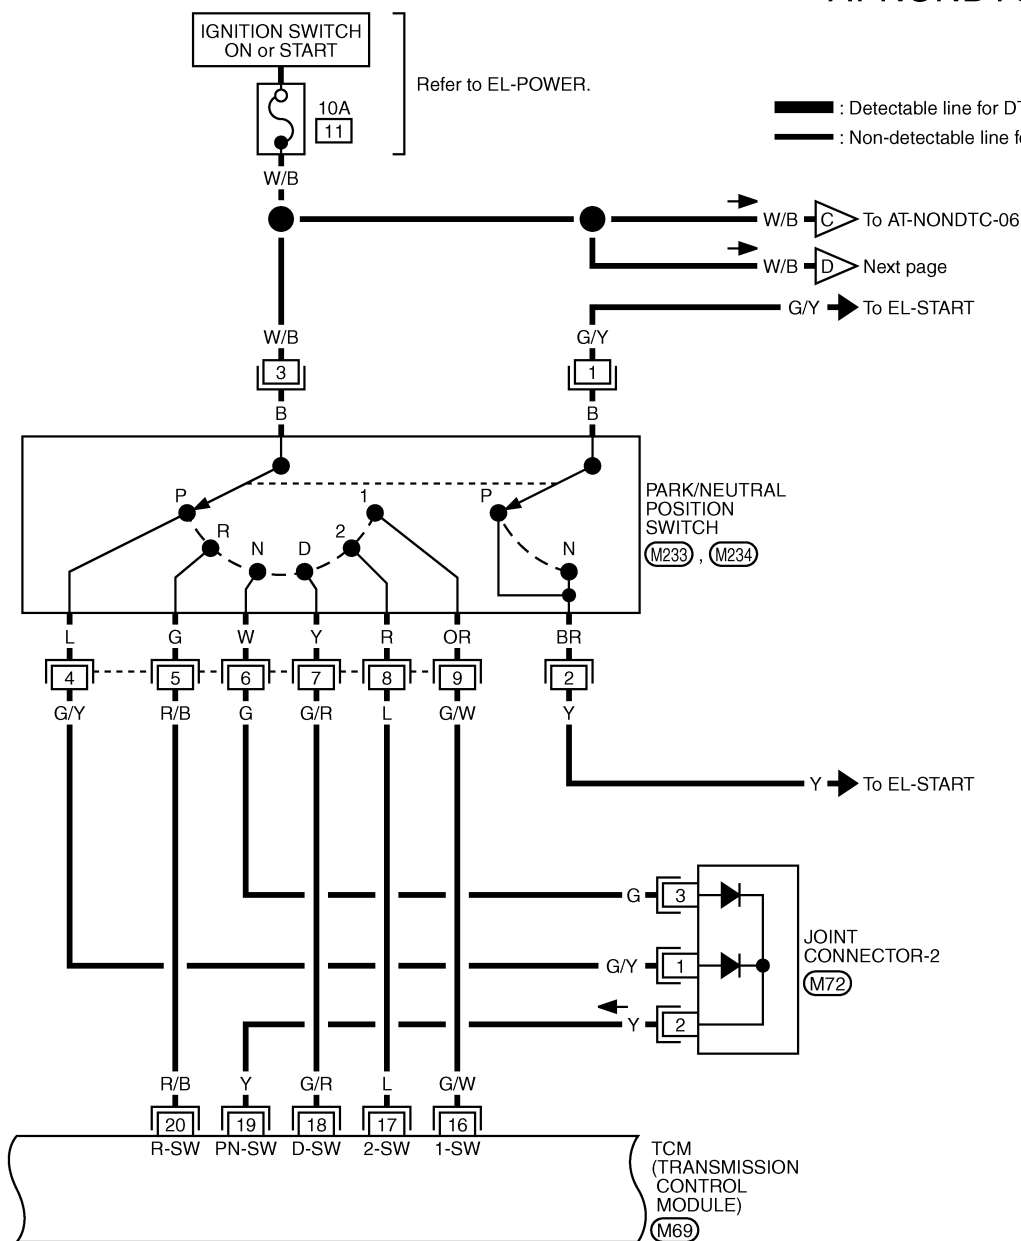 IGNITION SWITCH
ON or START
Refer to EL-POWER.
10A
11
: Detectable line for
: Non-detectable line
W/B
W/B C To AT-NONDTC-06
W/B D Next page
G/Y To EL-START
W/B G/Y
3 1
B B
P 1 P
R 2
N D N
PARK/NEUTRAL
POSITION
SWITCH
M233 , M234
L G W Y R OR BR
4 5 6 7 8 9 2
G/Y R/B G G/R L G/W Y
Y To EL-START
G 3
G/Y 1
Y 2
JOINT
CONNECTOR-2
M72
R/B Y G/R L G/W
20 19 18 17 16
R-SW PN-SW D-SW 2-SW 1-SW
TCM
(TRANSMISSION
CONTROL
MODULE)
M69